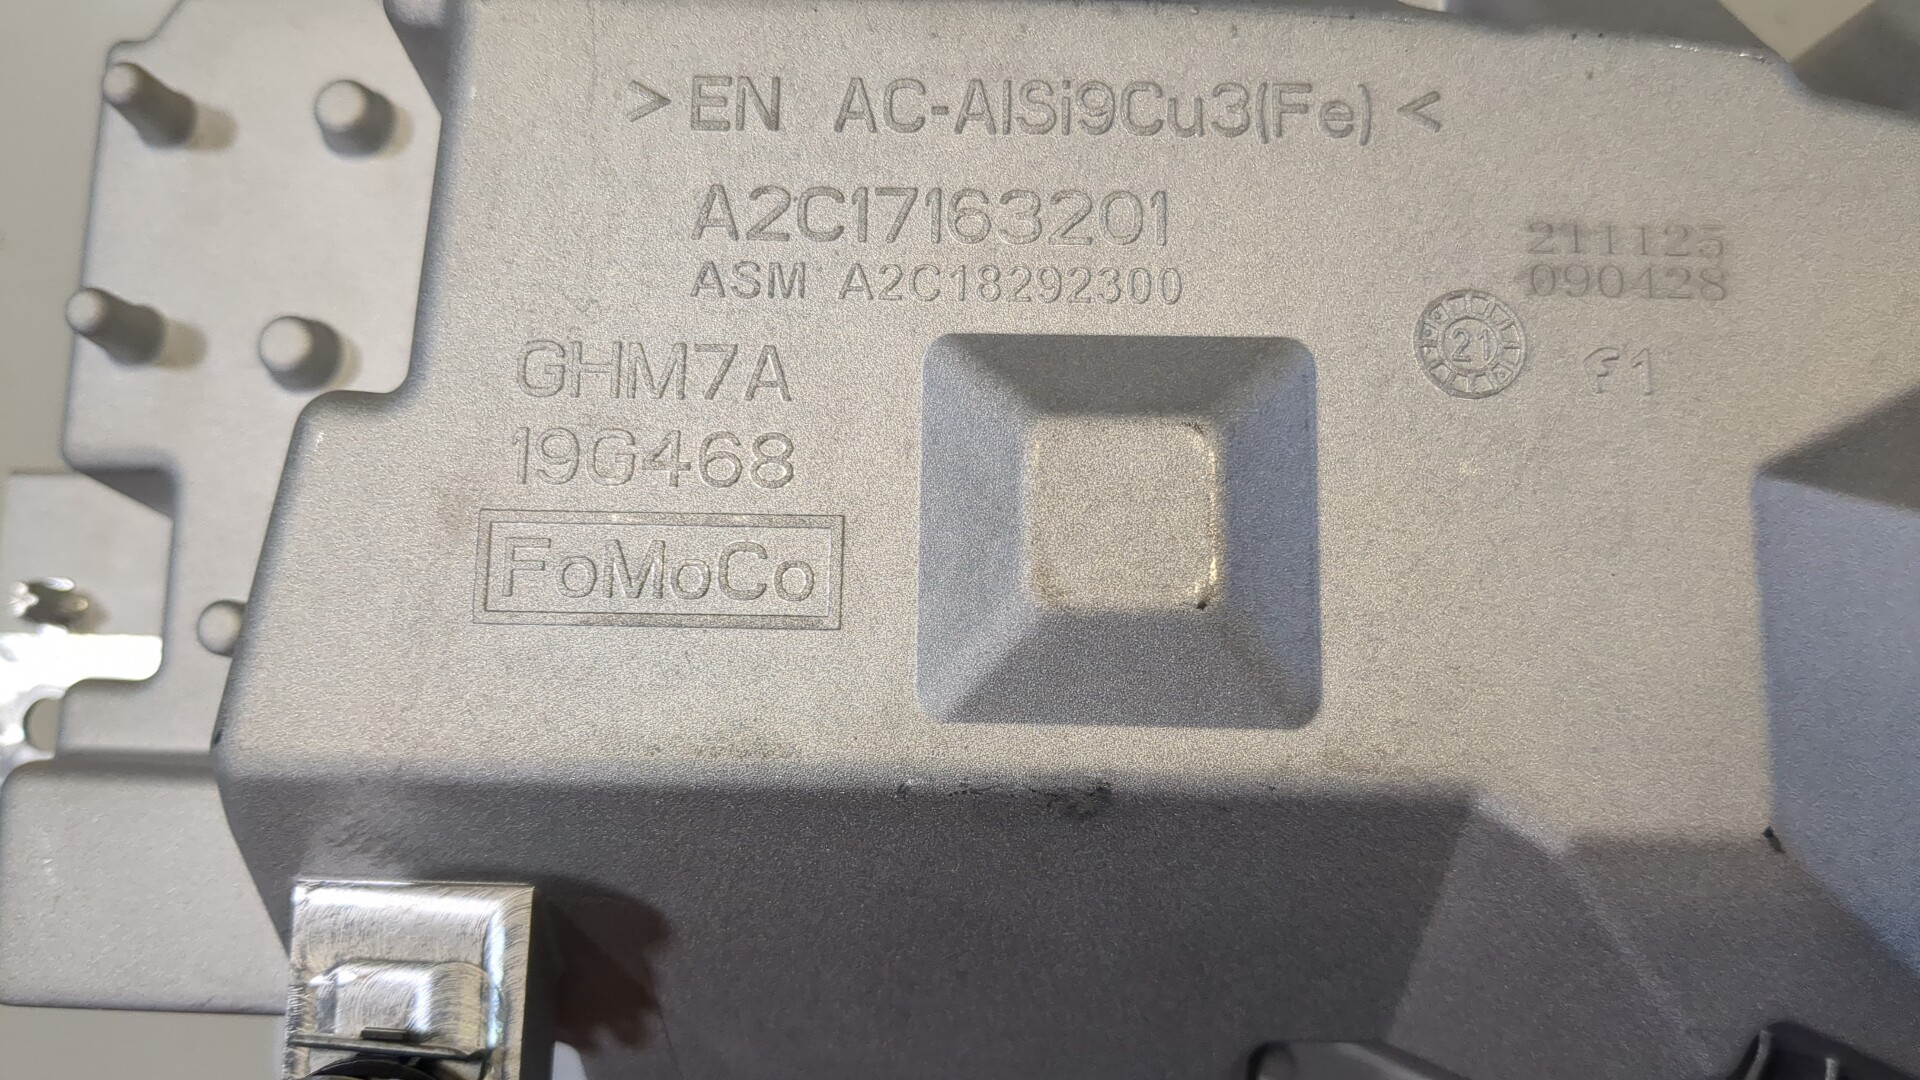 >EN AC-AlSi9Cu3(Fe)<
A2C17163201
ASM A2C18292300
211125
090428
GHM7A
21
F1
19G468
FoMoCo